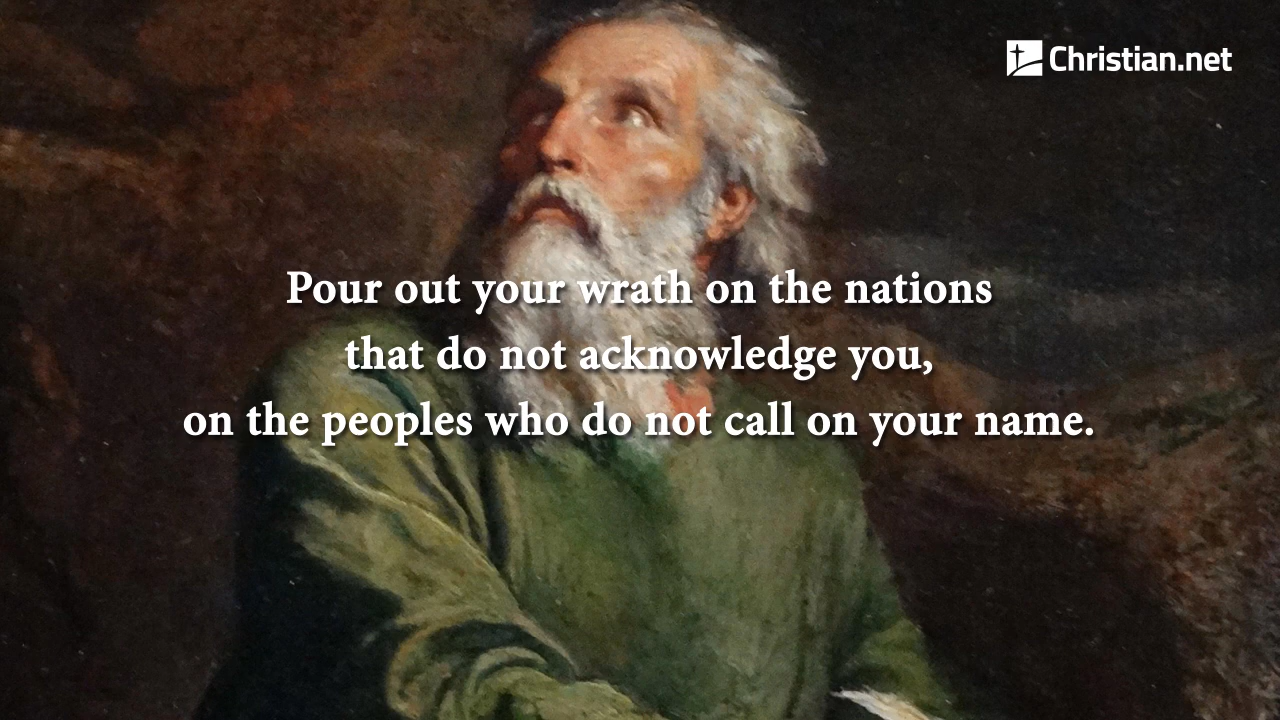 Christian.net
Pour out your wrath on the nations
that do not acknowledge you,
on the peoples who do not call on your name.